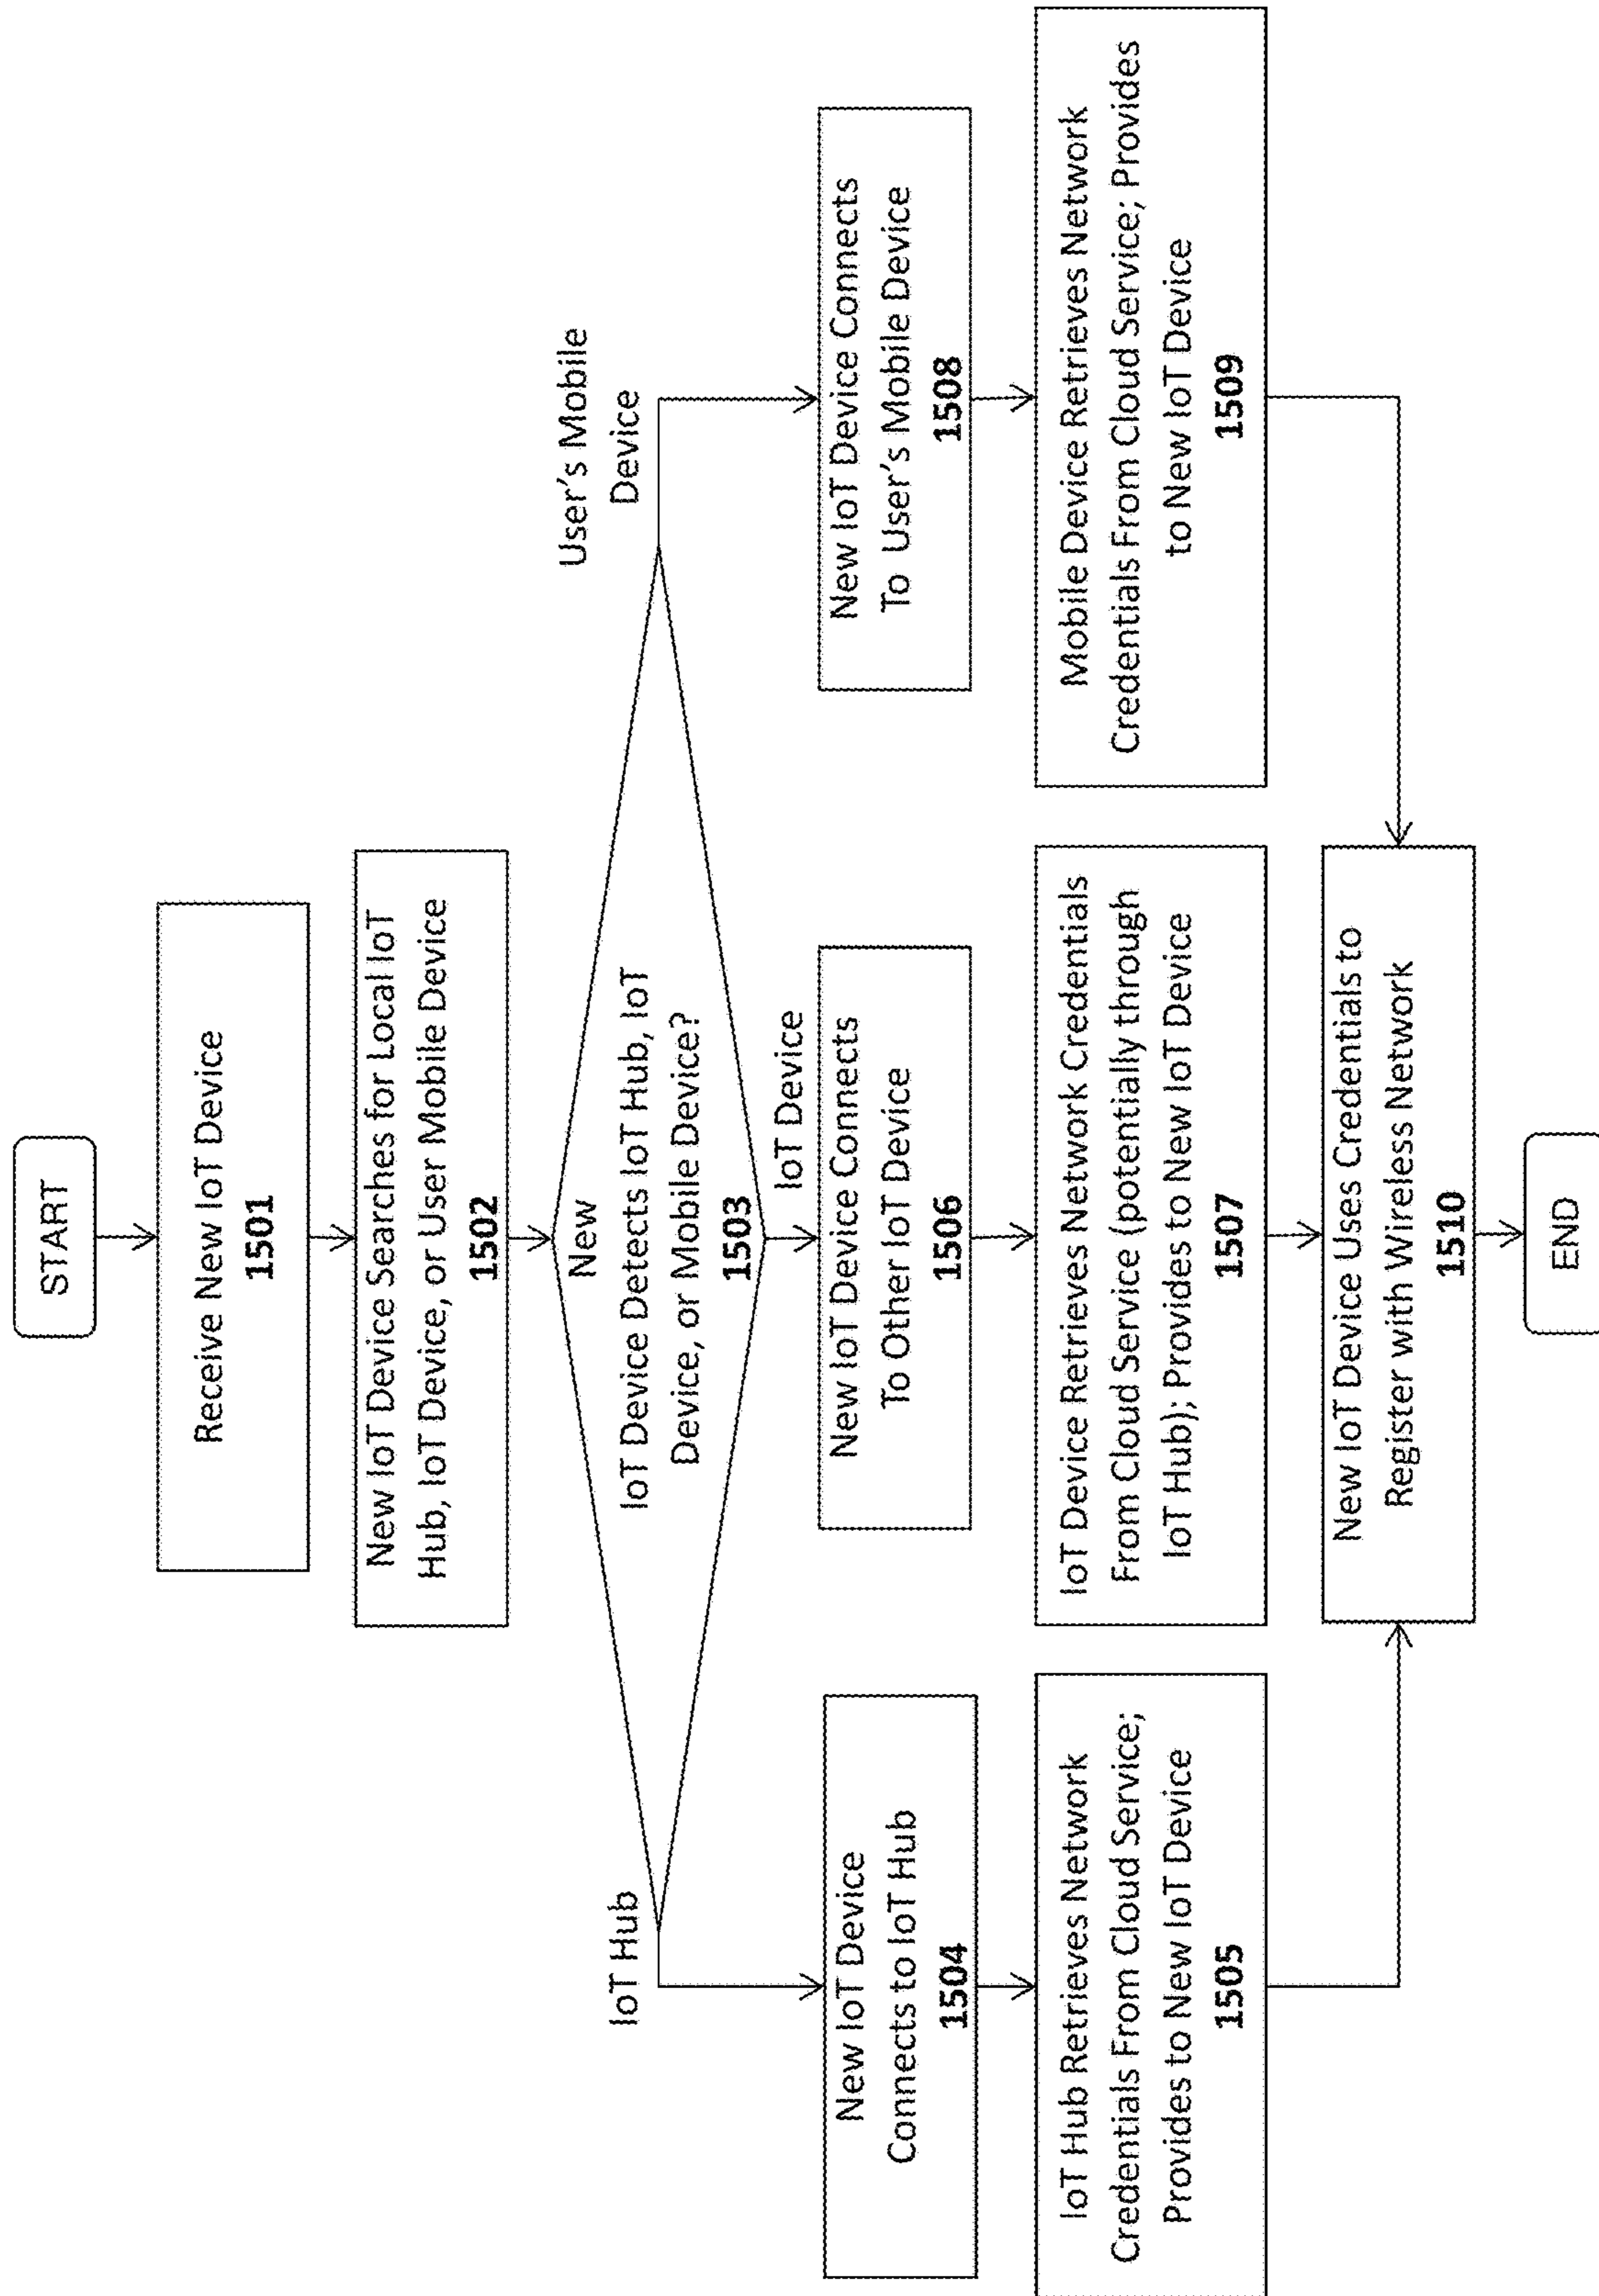 START
Receive New IoT Device
1501
New IoT Device Searches for Local IoT
Hub, IoT Device, or User Mobile Device
1502
New
IoT Device Detects IoT Hub, IoT
Device, or Mobile Device?
1503
IoT Hub
IoT Device
User's Mobile
Device
New IoT Device
Connects to IoT Hub
1504
IoT Hub Retrieves Network
Credentials From Cloud Service;
Provides to New IoT Device
1505
New IoT Device Connects
To Other IoT Device
1506
IoT Device Retrieves Network Credentials
From Cloud Service (potentially through
IoT Hub); Provides to New IoT Device
1507
New IoT Device Connects
To User's Mobile Device
1508
Mobile Device Retrieves Network
Credentials From Cloud Service; Provides
to New IoT Device
1509
New IoT Device Uses Credentials to
Register with Wireless Network
1510
END